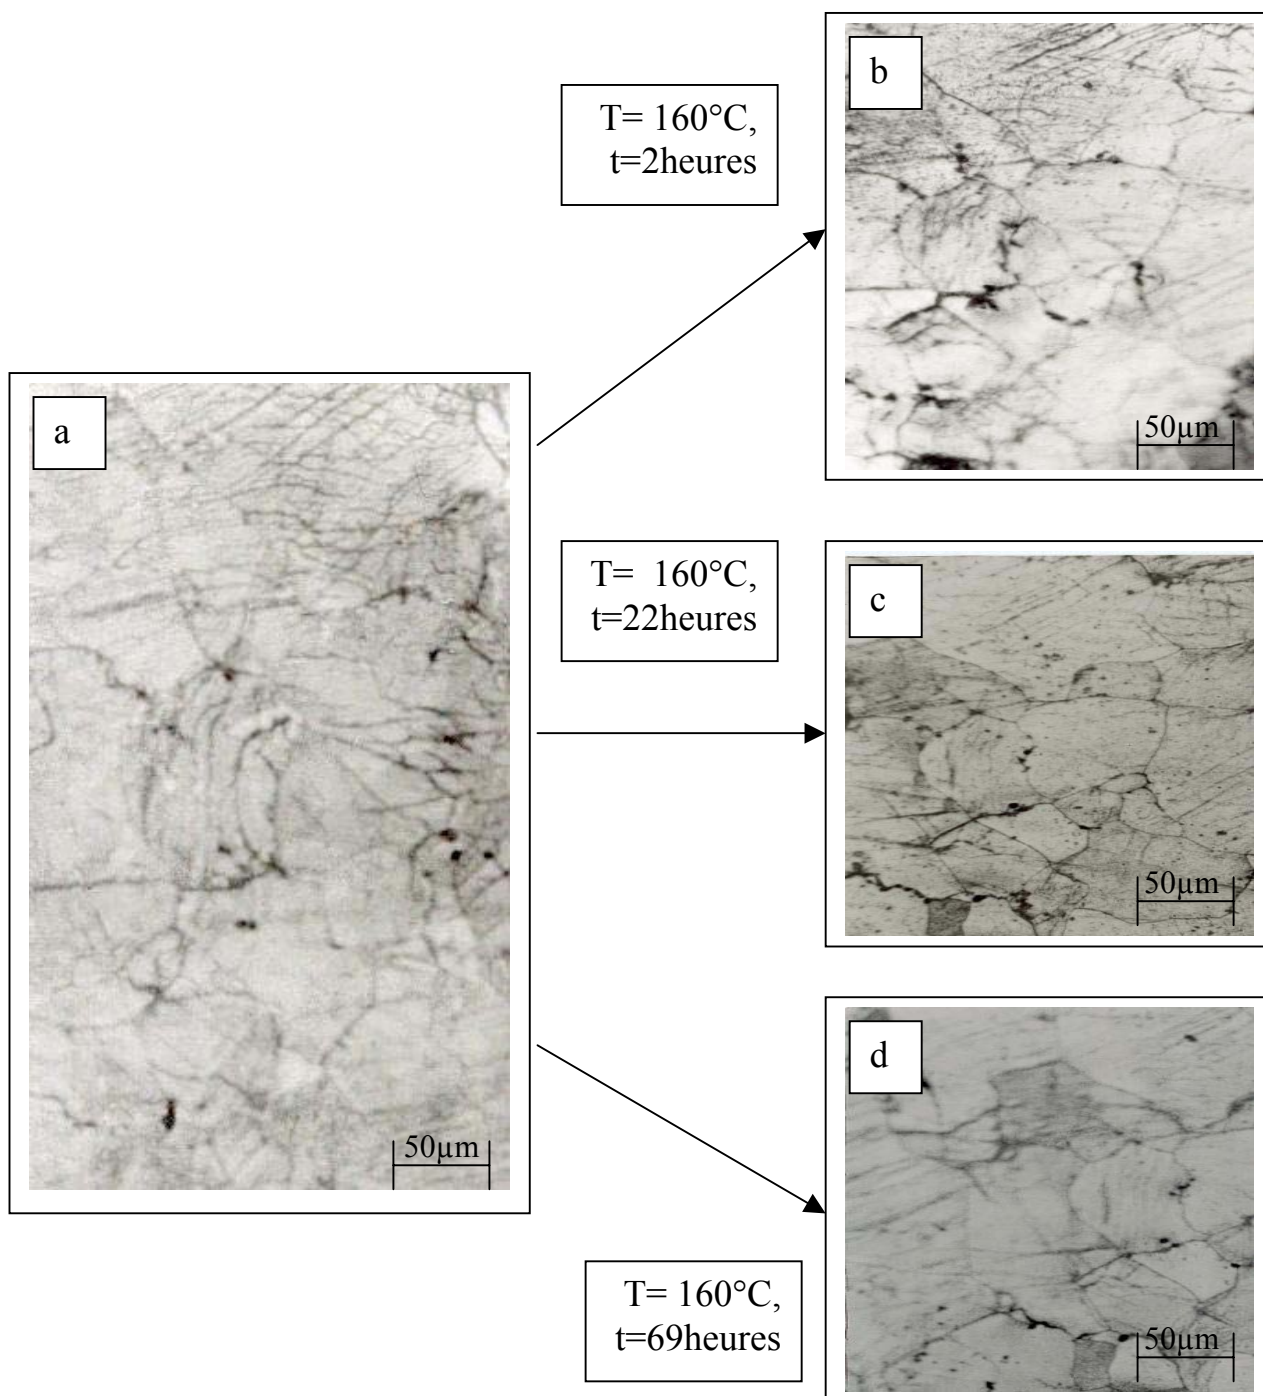 b
T= 160°C,
t=2heures
50µm
a
50µm
T= 160°C,
t=22heures
c
50µm
d
T= 160°C,
t=69heures
50µm